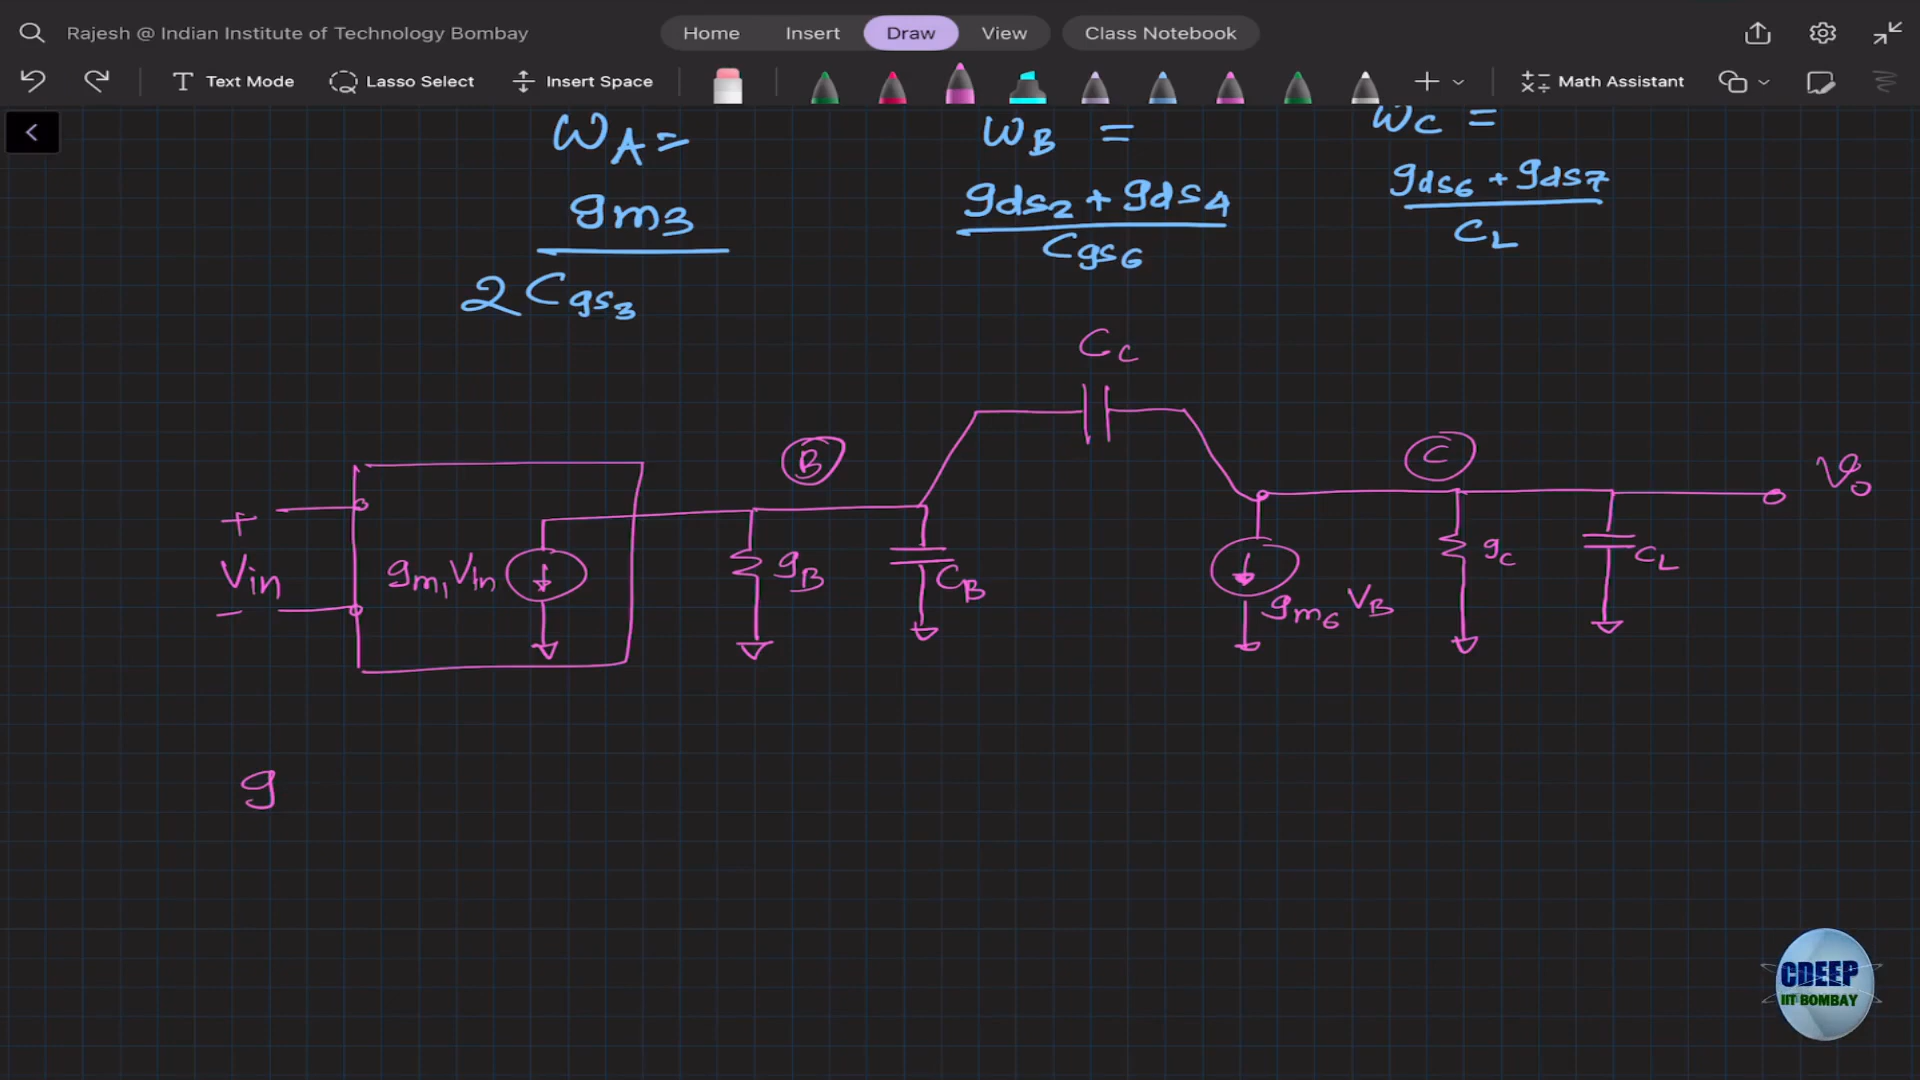 Rajesh @ Indian Institute of Technology Bombay
Home Insert Draw View Class Notebook
T Text Mode Lasso Select Insert Space Math Assistant
ωA = ωB = ωC =
gm3 gds2 + gds4 gds6 + gds7
2Cgs3 Cgs6 CL
Cc
B C Vo
+
Vin gm1Vin gB CB gm6VB gc CL
-
g
CDEEP
IIT BOMBAY